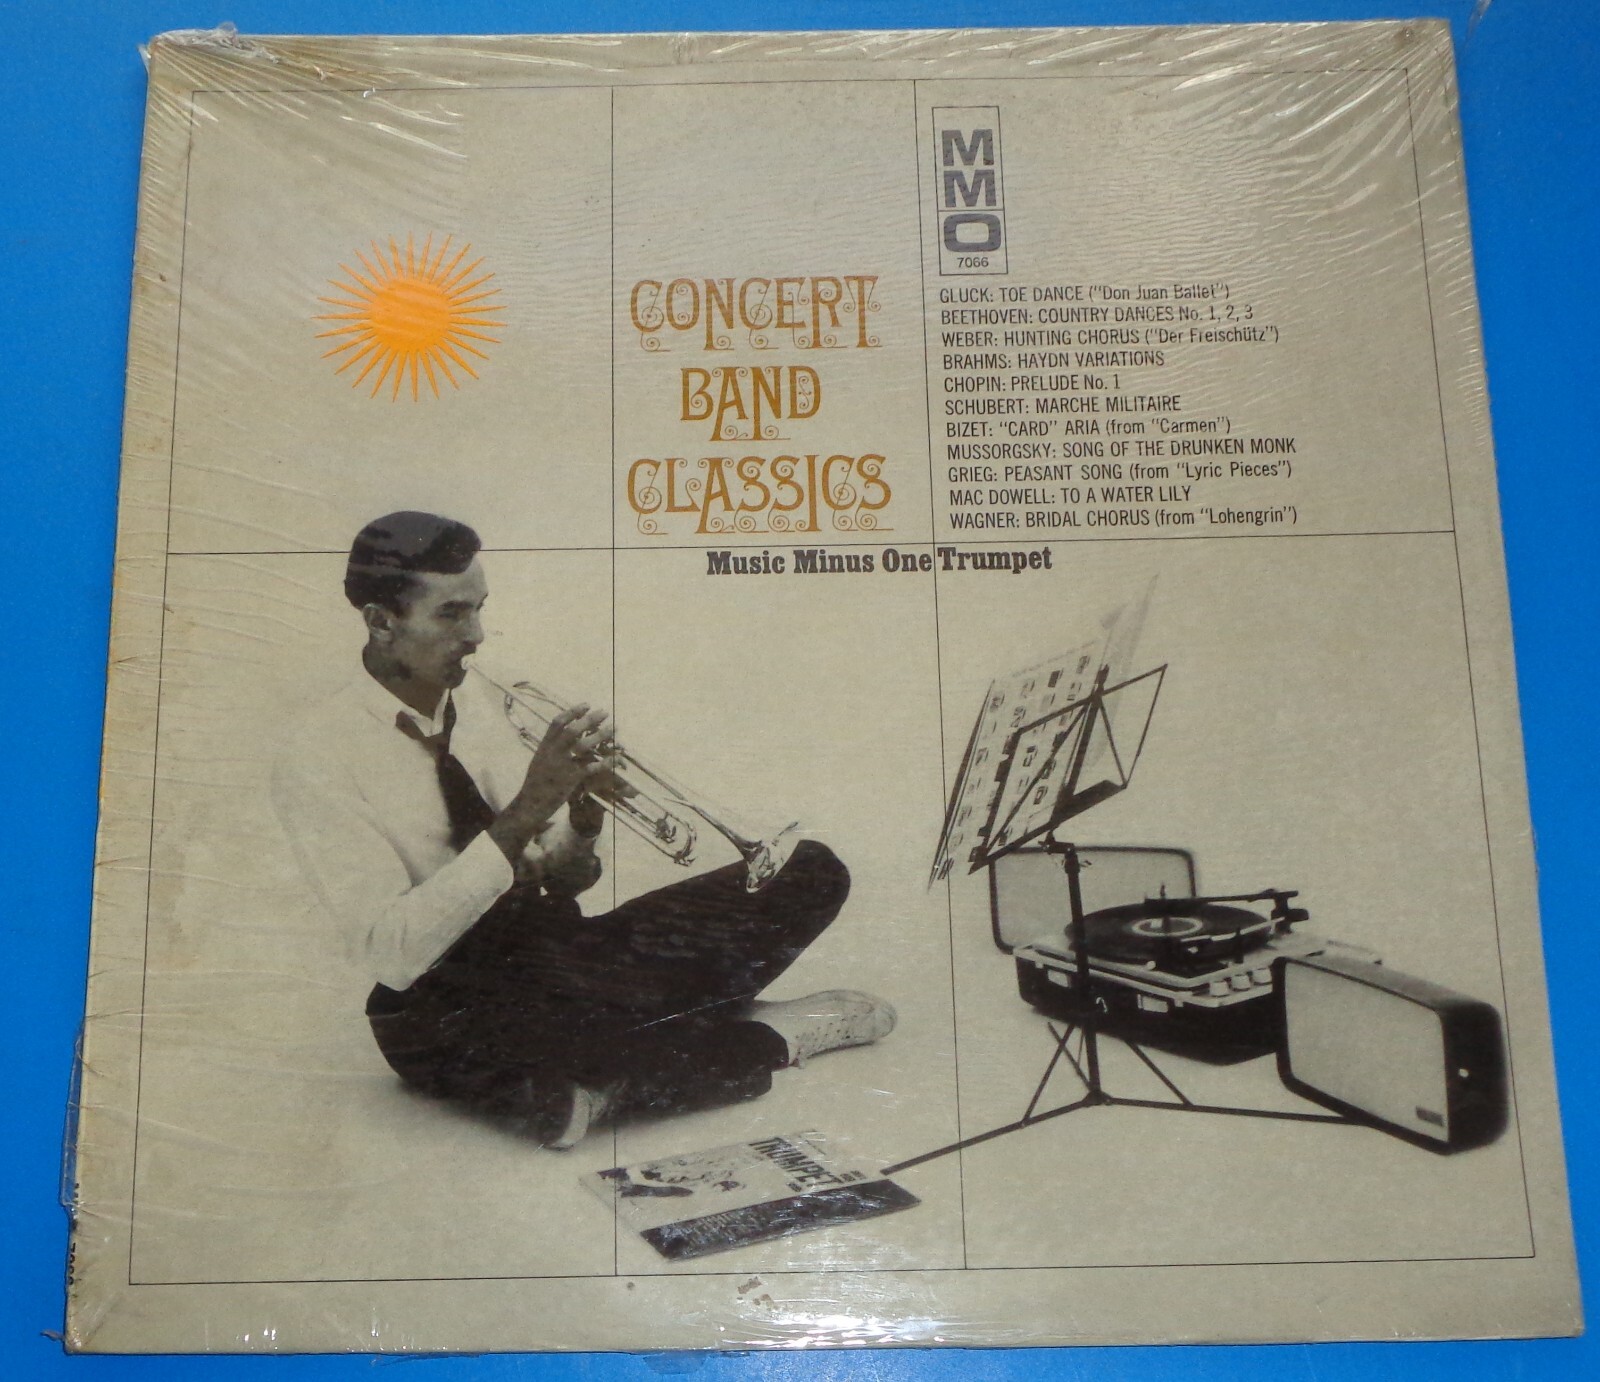 M
M
O
7066
CONCERT
BAND
CLASSICS
GLUCK: TOE DANCE ("Don Juan Ballet")
BEETHOVEN: COUNTRY DANCES No. 1, 2, 3
WEBER: HUNTING CHORUS ("Der Freischütz")
BRAHMS: HAYDN VARIATIONS
CHOPIN: PRELUDE No. 1
SCHUBERT: MARCHE MILITAIRE
BIZET: "CARD" ARIA (from "Carmen")
MUSSORGSKY: SONG OF THE DRUNKEN MONK
GRIEG: PEASANT SONG (from "Lyric Pieces")
MAC DOWELL: TO A WATER LILY
WAGNER: BRIDAL CHORUS (from "Lohengrin")
Music Minus One Trumpet
TRUMPET